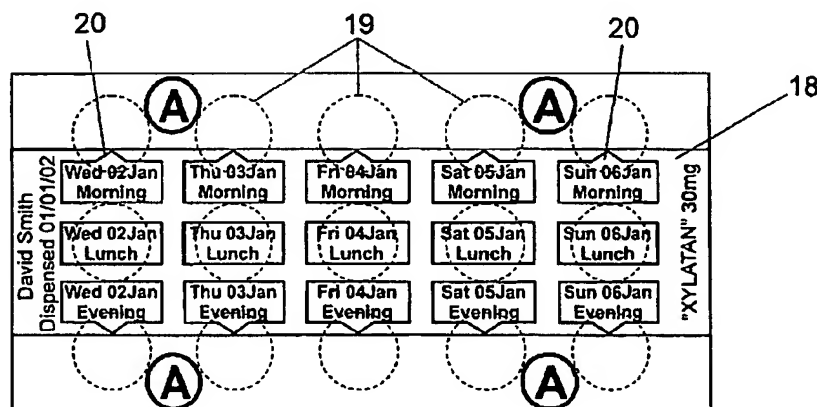 20
19
20
18
A
A
David Smith
Dispensed 01/01/02
Wed 02Jan
Morning
Thu 03Jan
Morning
Fri 04Jan
Morning
Sat 05Jan
Morning
Sun 06Jan
Morning
Wed 02Jan
Lunch
Thu 03Jan
Lunch
Fri 04Jan
Lunch
Sat 05Jan
Lunch
Sun 06Jan
Lunch
Wed 02Jan
Evening
Thu 03Jan
Evening
Fri 04Jan
Evening
Sat 05Jan
Evening
Sun 06Jan
Evening
"XYLATAN" 30mg
A
A